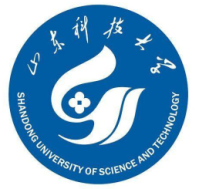 山东科技大学
SHANDONG UNIVERSITY OF SCIENCE AND TECHNOLOGY